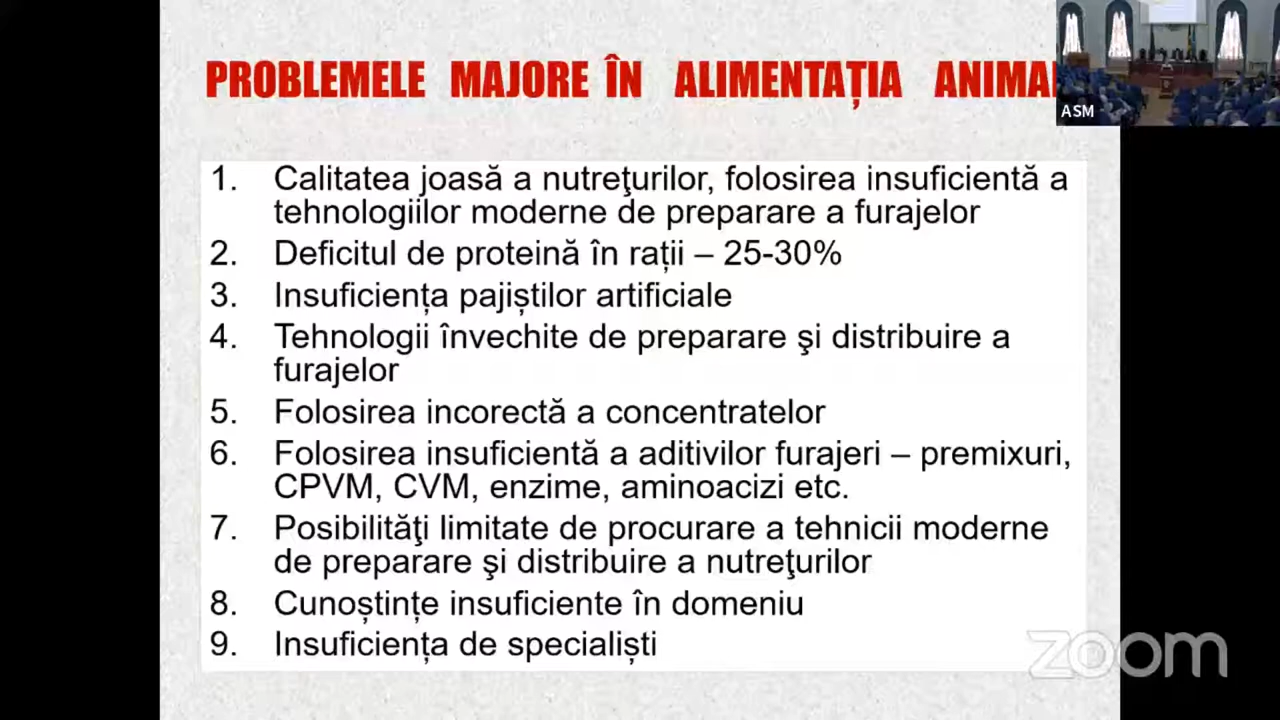 PROBLEMELE MAJORE ÎN ALIMENTAȚIA
ASM
1. Calitatea joasă a nutreţurilor, folosirea insuficientă a
tehnologiilor moderne de preparare a furajelor
2. Deficitul de proteină în rații – 25-30%
3. Insuficiența pajiștilor artificiale
4. Tehnologii învechite de preparare şi distribuire a
furajelor
5. Folosirea incorectă a concentratelor
6. Folosirea insuficientă a aditivilor furajeri – premixuri,
CPVM, CVM, enzime, aminoacizi etc.
7. Posibilităţi limitate de procurare a tehnicii moderne
de preparare şi distribuire a nutreţurilor
8. Cunoștințe insuficiente în domeniu
9. Insuficiența de specialiști
zoom